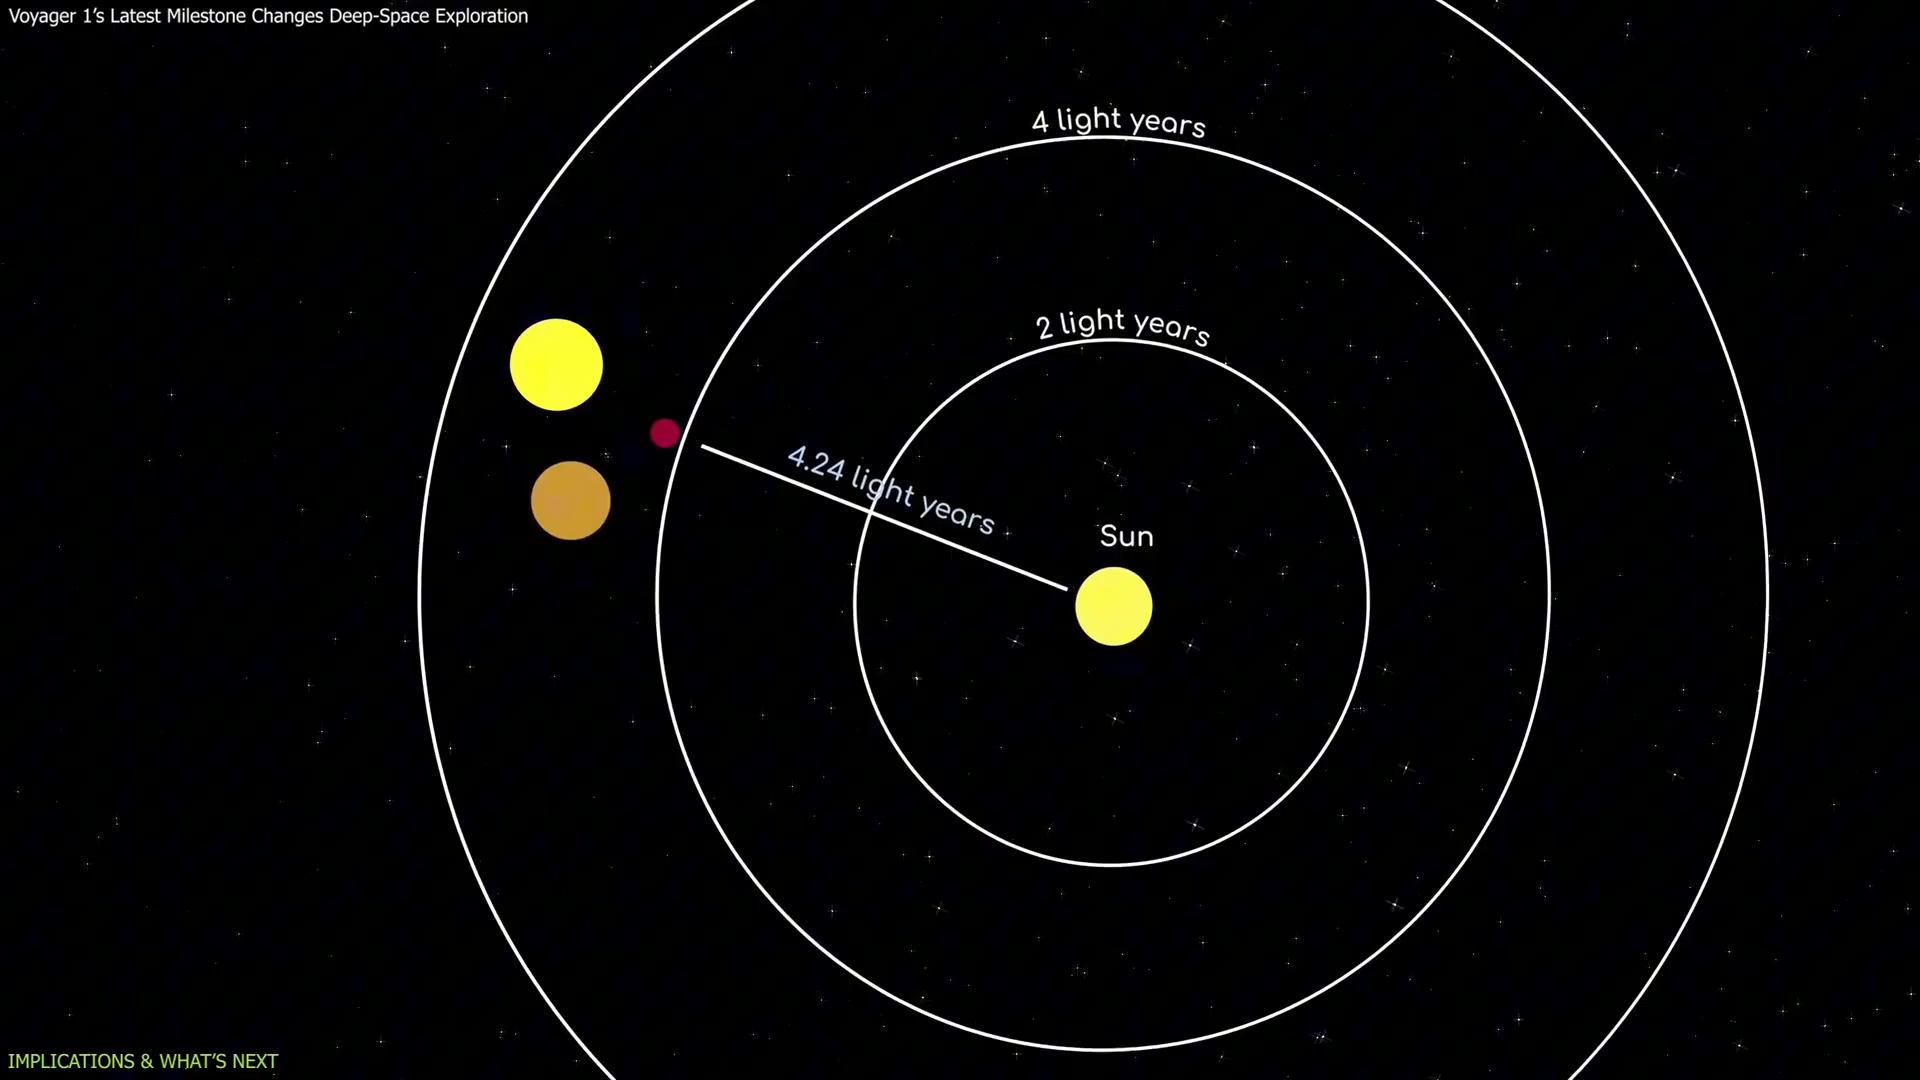 Voyager 1’s Latest Milestone Changes Deep-Space Exploration
4 light years
2 light years
4.24 light years
Sun
IMPLICATIONS & WHAT’S NEXT